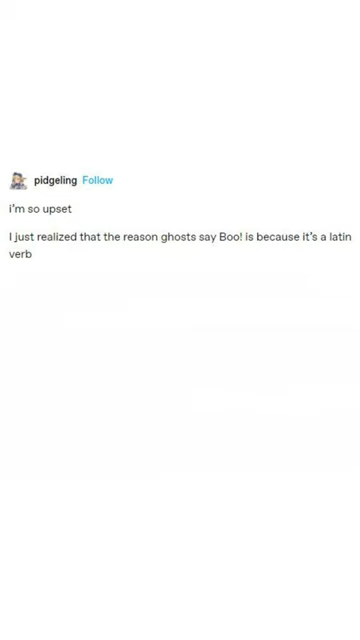 pidgeling Follow
i'm so upset
I just realized that the reason ghosts say Boo! is because it's a latin
verb